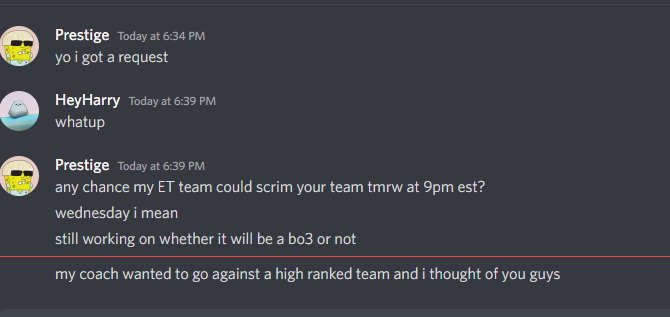 Prestige Today at 6:34 PM
yo i got a request
HeyHarry Today at 6:39 PM
whatup
Prestige Today at 6:39 PM
any chance my ET team could scrim your team tmrw at 9pm est?
wednesday i mean
still working on whether it will be a bo3 or not
my coach wanted to go against a high ranked team and i thought of you guys